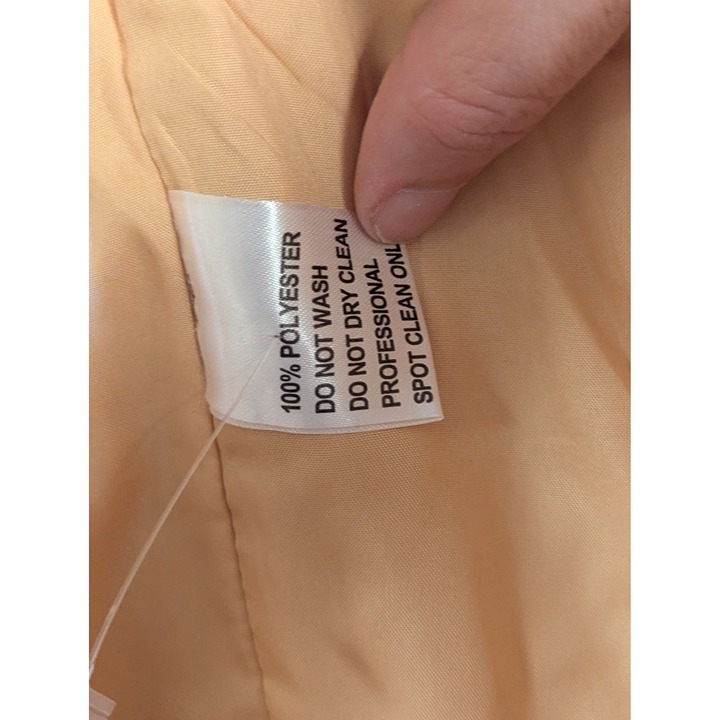 100% POLYESTER
DO NOT WASH
DO NOT DRY CLEAN
PROFESSIONAL
SPOT CLEAN ONL